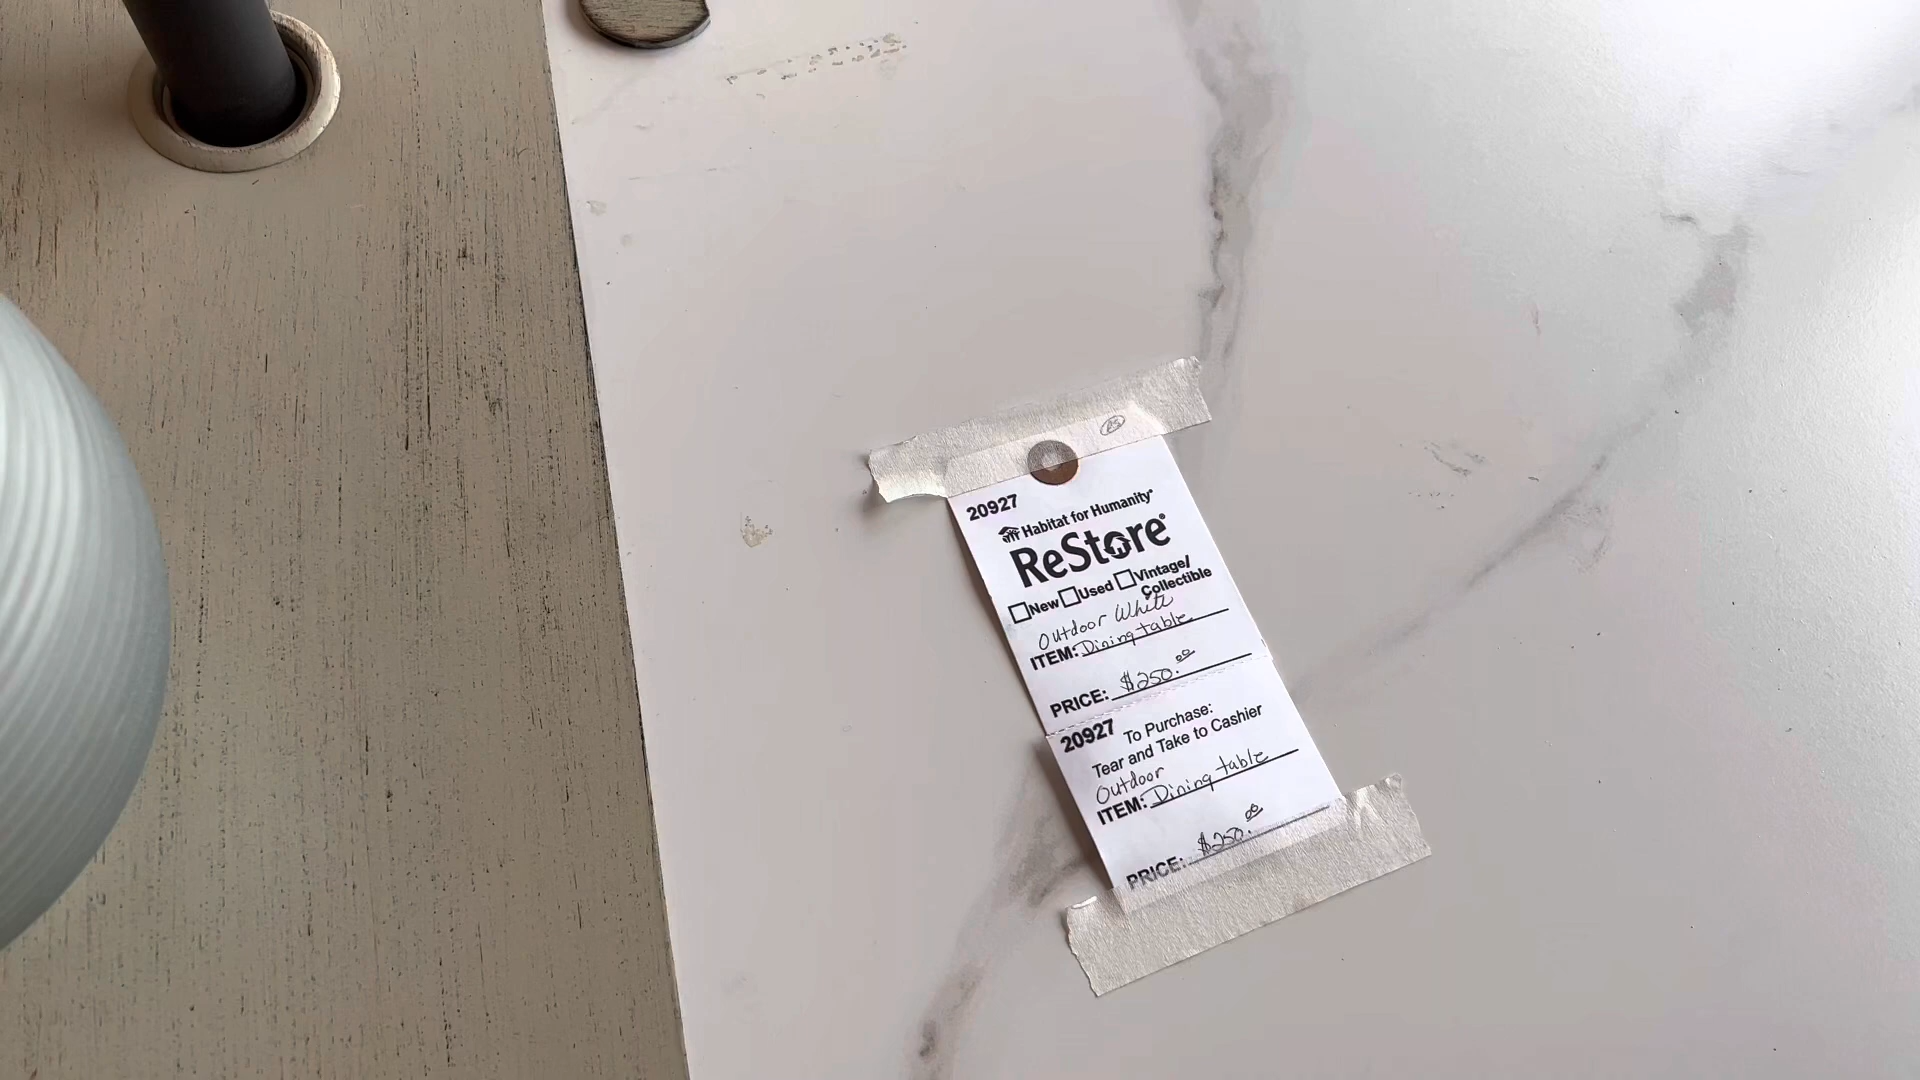 20927
Habitat for Humanity®
ReStore®
New Used Vintage/
Collectible
Outdoor White
ITEM: Dining table
PRICE: $250.00
20927 To Purchase:
Tear and Take to Cashier
Outdoor
ITEM: Dining table
PRICE: $250.00